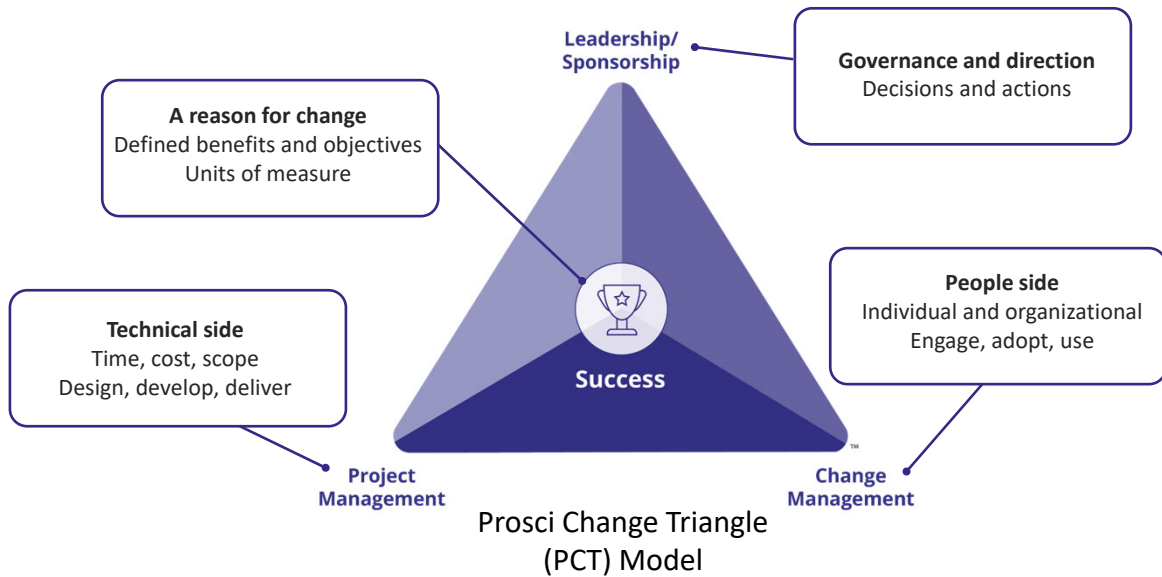 Leadership/
Sponsorship
Governance and direction
Decisions and actions
A reason for change
Defined benefits and objectives
Units of measure
People side
Individual and organizational
Engage, adopt, use
Technical side
Time, cost, scope
Design, develop, deliver
Success
TM
Project
Management
Change
Management
Prosci Change Triangle
(PCT) Model